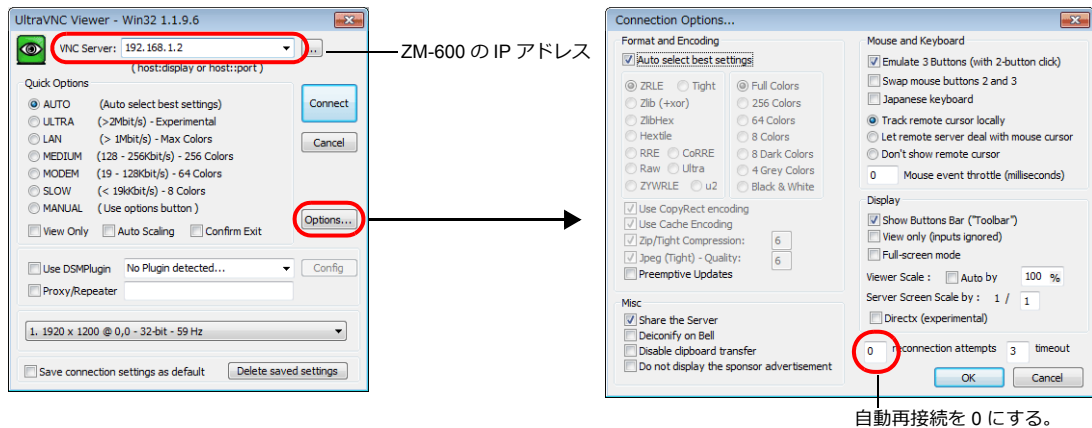 UltraVNC Viewer - Win32 1.1.9.6
VNC Server: 192.168.1.2 ...
( host:display or host::port )
Quick Options
AUTO (Auto select best settings)
ULTRA (>2Mbit/s) - Experimental
LAN (> 1Mbit/s) - Max Colors
MEDIUM (128 - 256Kbit/s) - 256 Colors
MODEM (19 - 128Kbit/s) - 64 Colors
SLOW (< 19kKbit/s) - 8 Colors
MANUAL ( Use options button )
View Only Auto Scaling Confirm Exit
Connect
Cancel
Options...
Use DSMPlugin No Plugin detected... Config
Proxy/Repeater
1. 1920 x 1200 @ 0,0 - 32-bit - 59 Hz
Save connection settings as default Delete saved settings
ZM-600 の IP アドレス
Connection Options...
Format and Encoding
Auto select best settings
ZRLE Tight Full Colors
Zlib (+xor) 256 Colors
ZlibHex 64 Colors
Hextile 8 Colors
RRE CoRRE 8 Dark Colors
Raw Ultra 4 Grey Colors
ZYWRLE u2 Black & White
Use CopyRect encoding
Use Cache Encoding
Zip/Tight Compression: 6
Jpeg (Tight) - Quality: 6
Preemptive Updates
Misc
Share the Server
Deiconify on Bell
Disable clipboard transfer
Do not display the sponsor advertisement
Mouse and Keyboard
Emulate 3 Buttons (with 2-button click)
Swap mouse buttons 2 and 3
Japanese keyboard
Track remote cursor locally
Let remote server deal with mouse cursor
Don't show remote cursor
0 Mouse event throttle (milliseconds)
Display
Show Buttons Bar ("Toolbar")
View only (inputs ignored)
Full-screen mode
Viewer Scale : Auto by 100 %
Server Screen Scale by : 1 / 1
Directx (experimental)
0 reconnection attempts 3 timeout
OK Cancel
自動再接続を 0 にする。